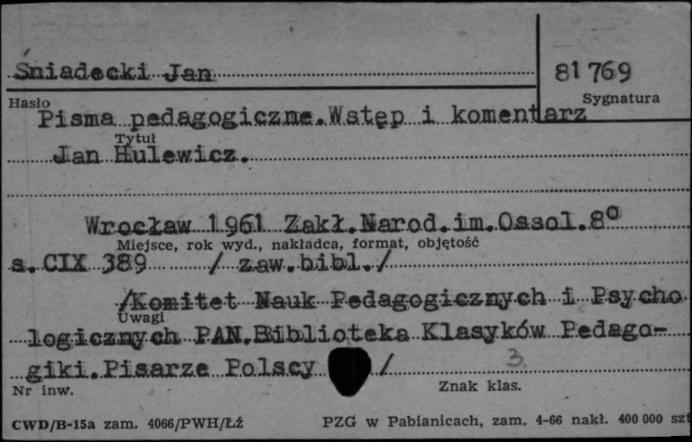 Śniadecki Jan
81 769
Hasło
Sygnatura
Pisma pedagogiczne.Wstęp i komentarz
Tytuł
Jan Hulewicz.
Wrocław 1961 Zakł.Narod.im.Ossol.8°
Miejsce, rok wyd., nakładca, format, objętość
s.CIX 389 / zaw.bibl./
/Komitet Nauk Pedagogicznych i Psycho
Uwagi
logicznych PAN.Biblioteka Klasyków Pedago-
giki.Pisarze Polscy /
3.
Nr inw.
Znak klas.
CWD/B-15a zam. 4066/PWH/Łź
PZG w Pabianicach, zam. 4-66 nakł. 400 000 szt